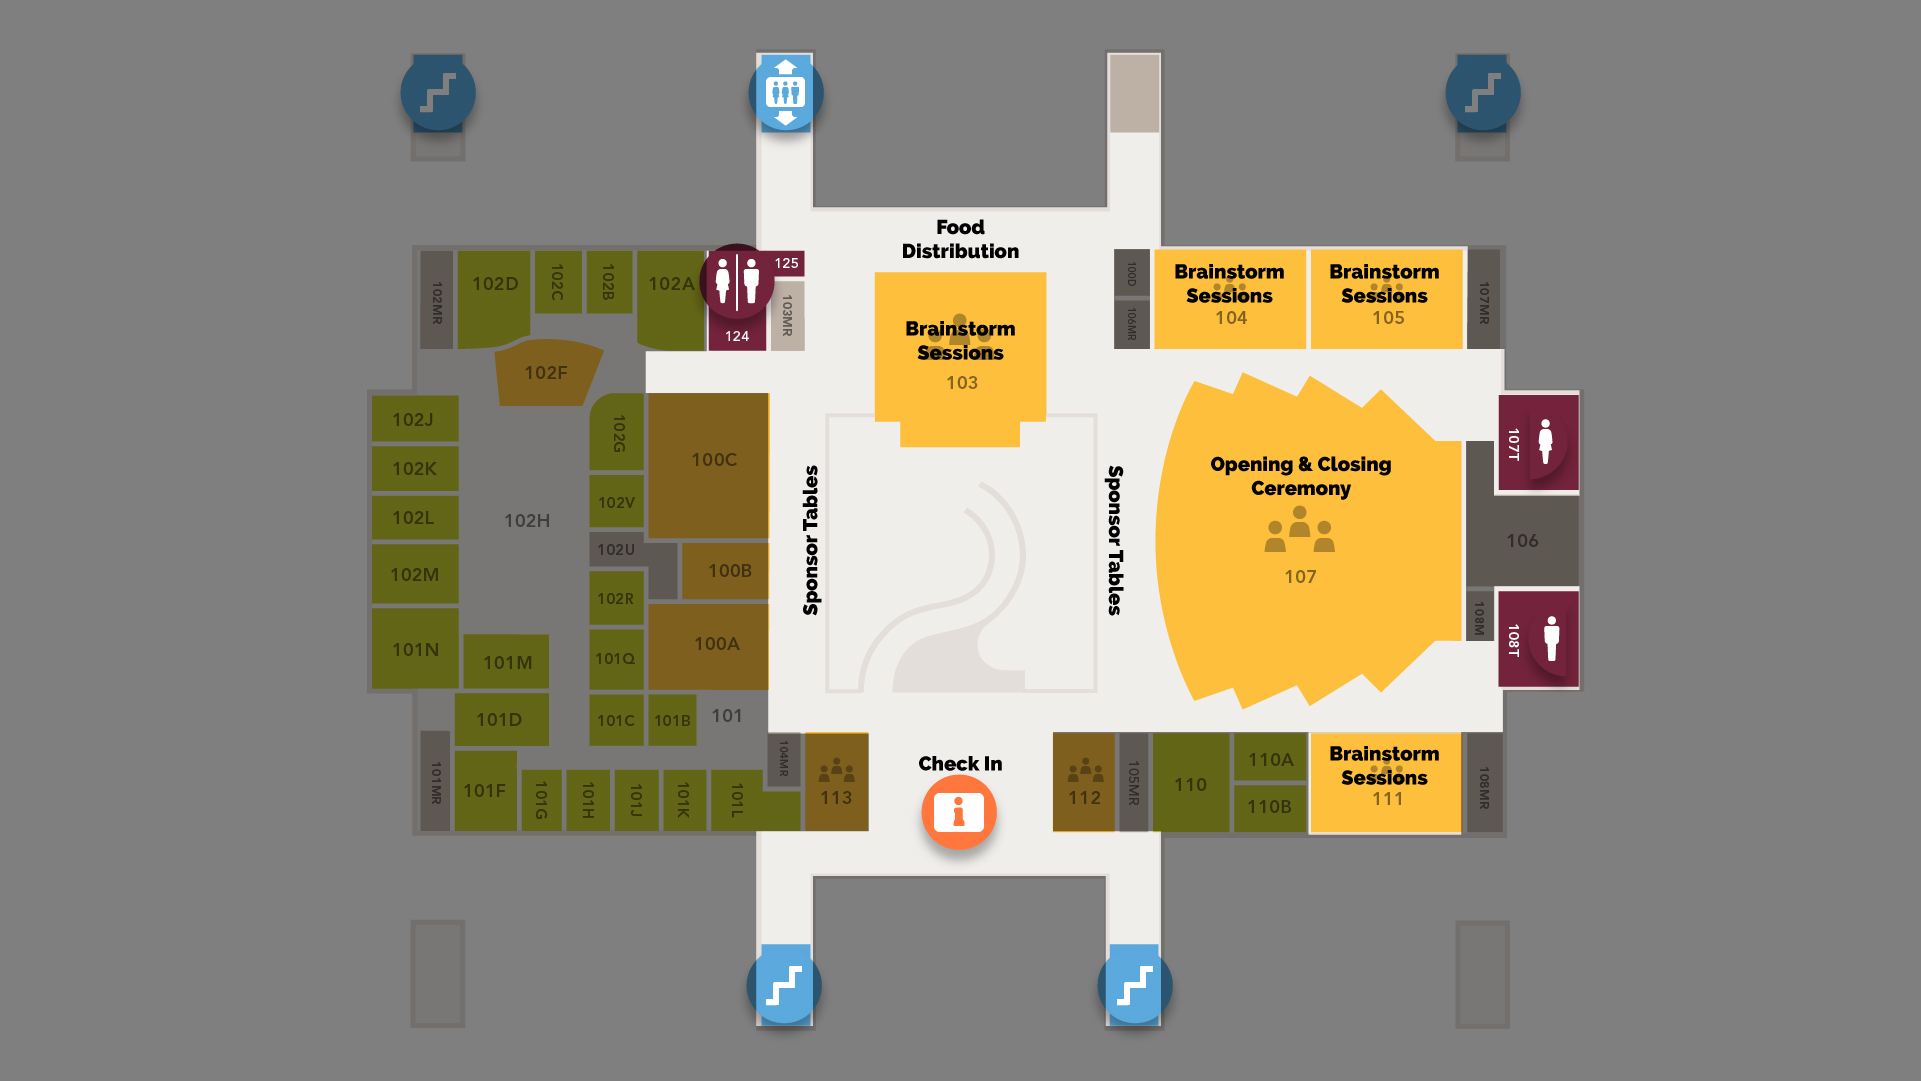 Food
Distribution
125
102MR
102D
102C
102B
102A
103MR
124
100D
106MR
Brainstorm
Sessions
104
Brainstorm
Sessions
105
107MR
Brainstorm
Sessions
103
102F
102J
102G
102K
100C
102V
102L
102H
102U
102M
100B
102R
100A
101N
101M
101Q
101D
101C
101B
101
Sponsor Tables
Sponsor Tables
Opening & Closing
Ceremony
107
107T
106
108M
108T
101MR
101F
101G
101H
101J
101K
101L
104MR
113
Check In
112
105MR
110
110A
110B
Brainstorm
Sessions
111
108MR